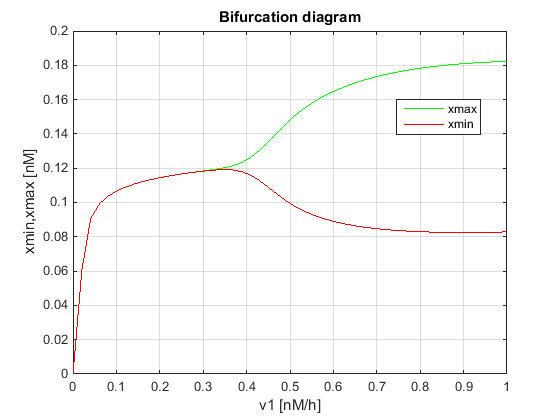 Bifurcation diagram
xmin,xmax [nM]
0.2
0.18
0.16
0.14
0.12
0.1
0.08
0.06
0.04
0.02
0
xmax
xmin
0 0.1 0.2 0.3 0.4 0.5 0.6 0.7 0.8 0.9 1
v1 [nM/h]